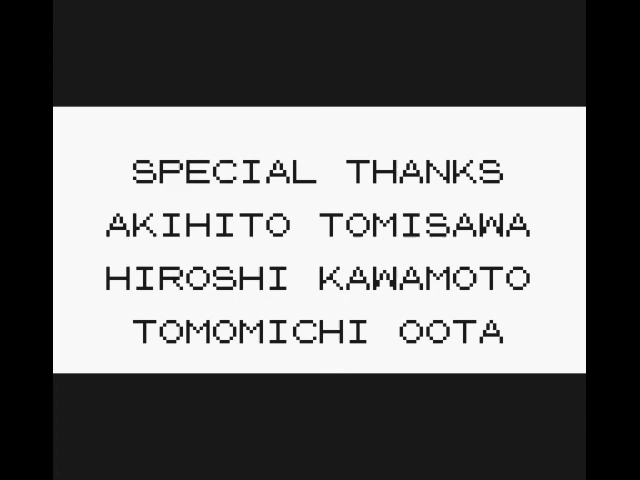 SPECIAL THANKS
AKIHITO TOMISAWA
HIROSHI KAWAMOTO
TOMOMICHI OOTA